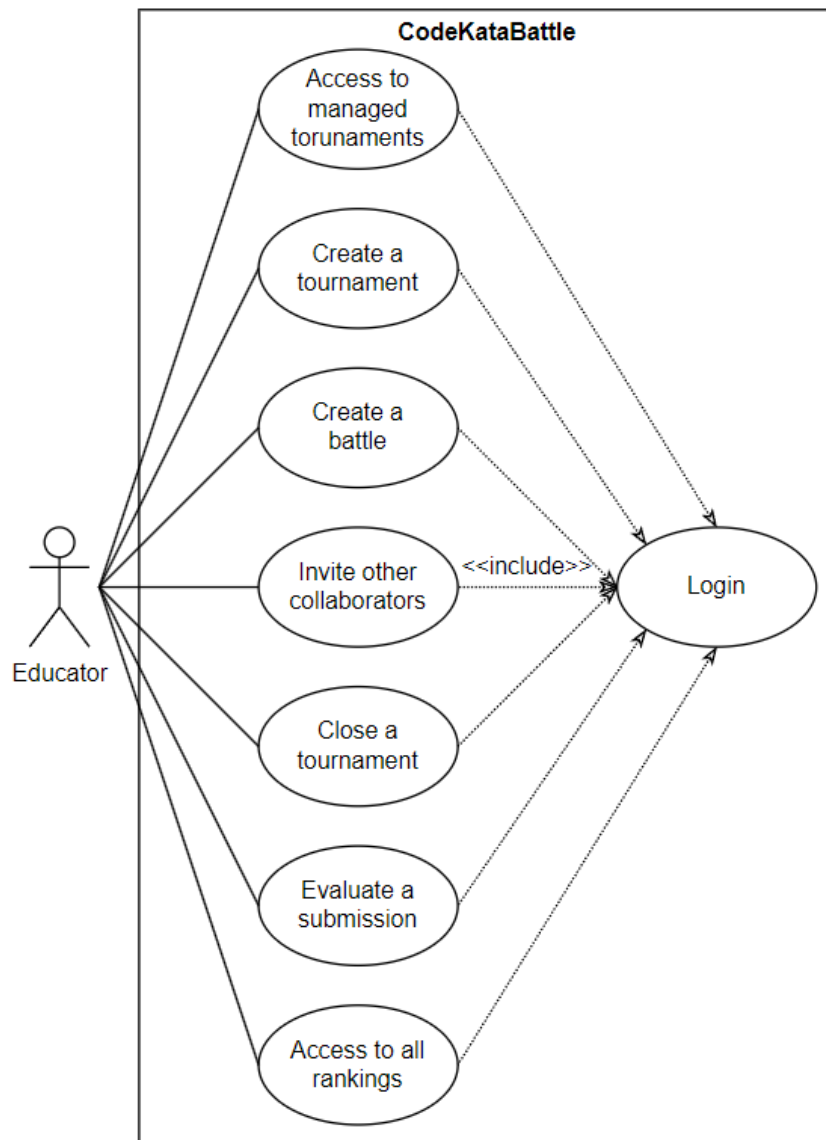 CodeKataBattle
Access to
managed
torunaments
Create a
tournament
Create a
battle
Invite other
collaborators
<<include>>
Login
Educator
Close a
tournament
Evaluate a
submission
Access to all
rankings